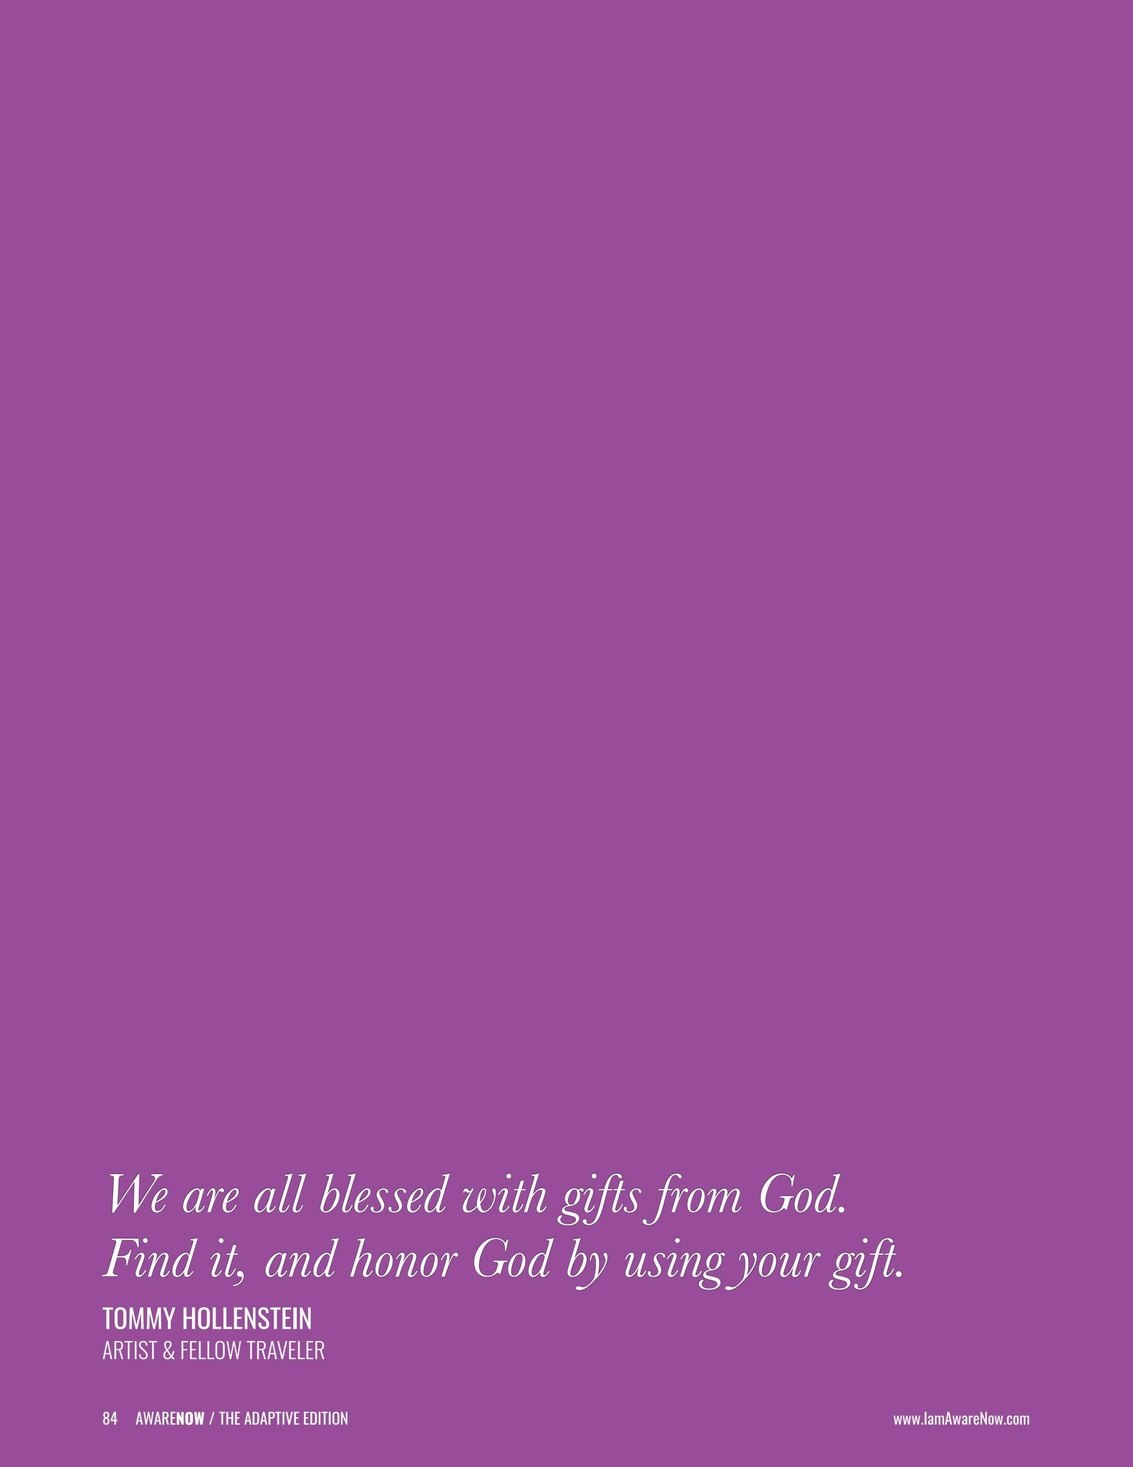 We are all blessed with gifts from God.
Find it, and honor God by using your gift.
TOMMY HOLLENSTEIN
ARTIST & FELLOW TRAVELER
84 AWARENOW / THE ADAPTIVE EDITION
www.IamAwareNow.com